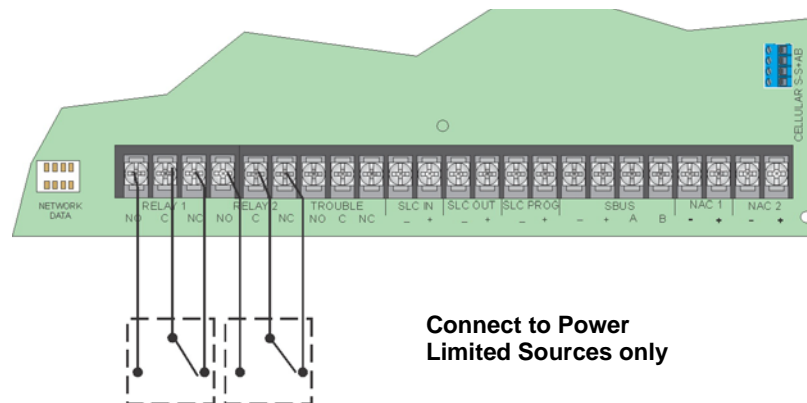 CELLULAR S-S+AB
NETWORK
DATA
RELAY 1 RELAY 2 TROUBLE SLC IN SLC OUT SLC PROG SBUS NAC 1 NAC 2
NO C NC NO C NC NO C NC – + – + – + – + A B - + - +
Connect to Power
Limited Sources only